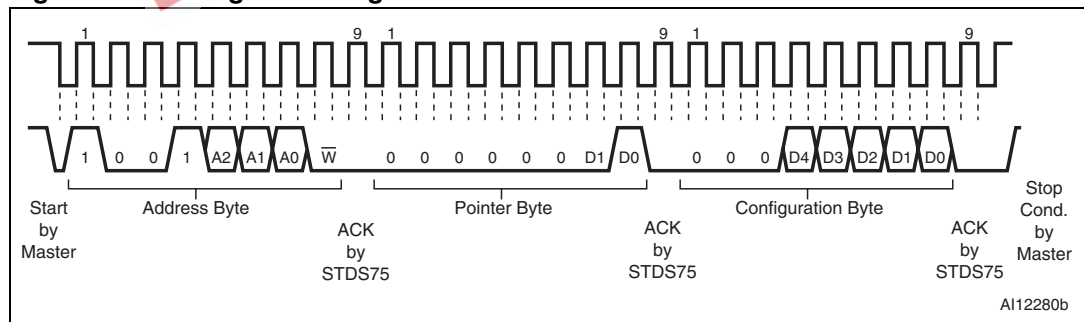 1 9 1 9 1 9
1 0 0 1 A2 A1 A0 W̅ 0 0 0 0 0 0 D1 D0 0 0 0 D4 D3 D2 D1 D0
Start
by
Master
Address Byte
ACK
by
STDS75
Pointer Byte
ACK
by
STDS75
Configuration Byte
ACK
by
STDS75
Stop
Cond.
by
Master
AI12280b